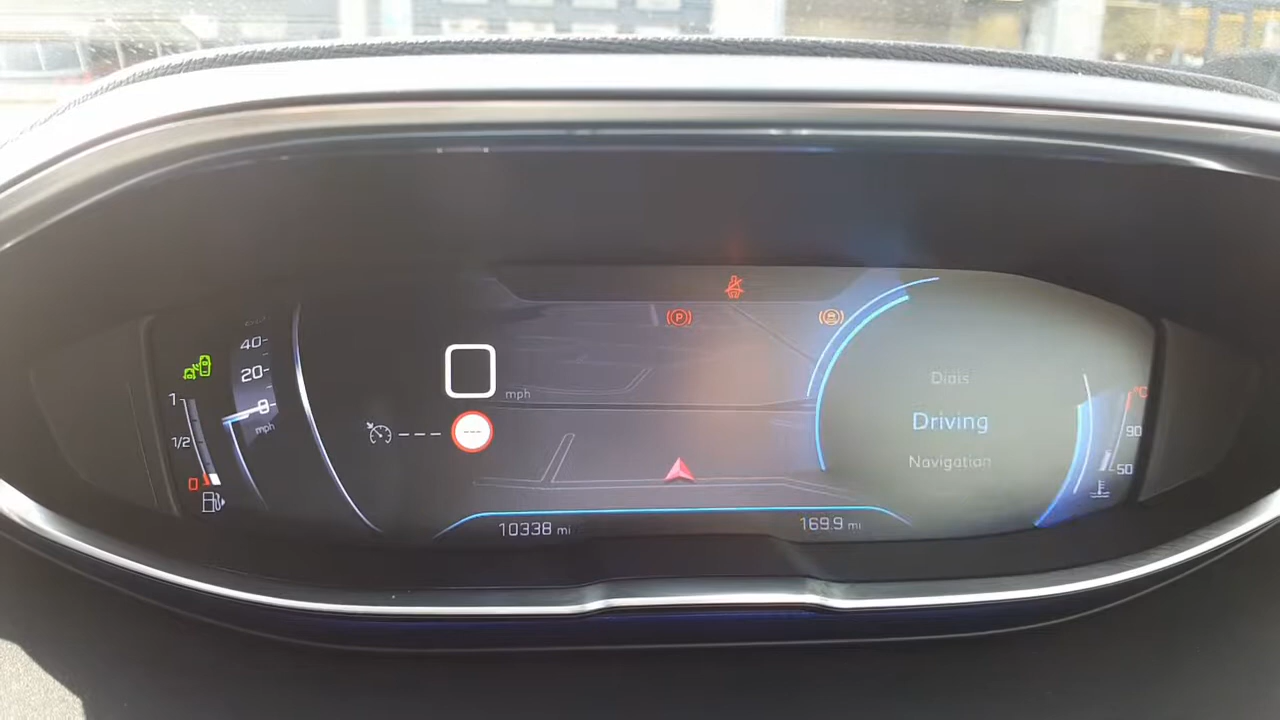 40
20
0
mph
1
1/2
0
mph
---
P
Dials
Driving
Navigation
°C
90
50
10338 mi
169.9 mi